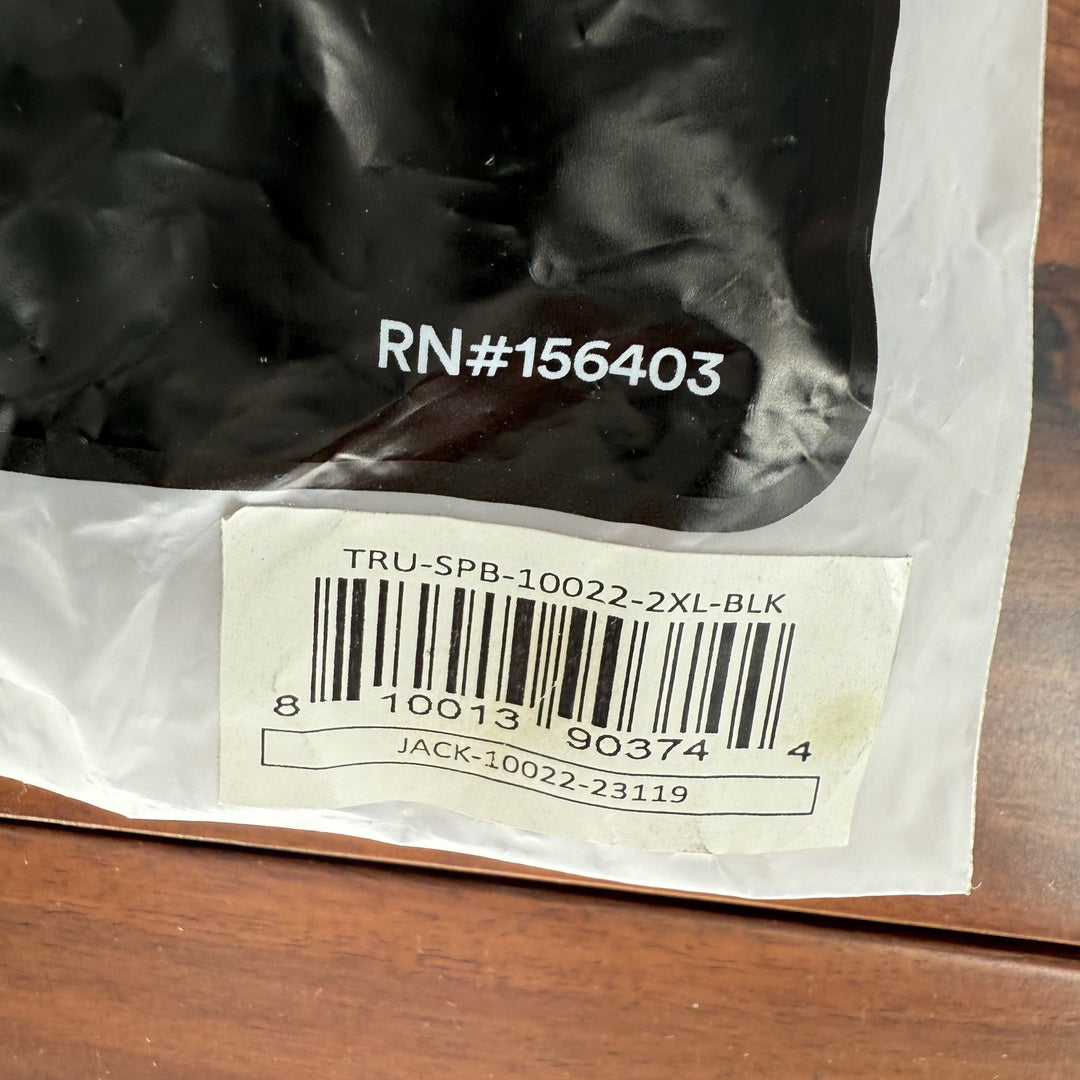 RN#156403
TRU-SPB-10022-2XL-BLK
8 10013 90374 4
JACK-10022-23119